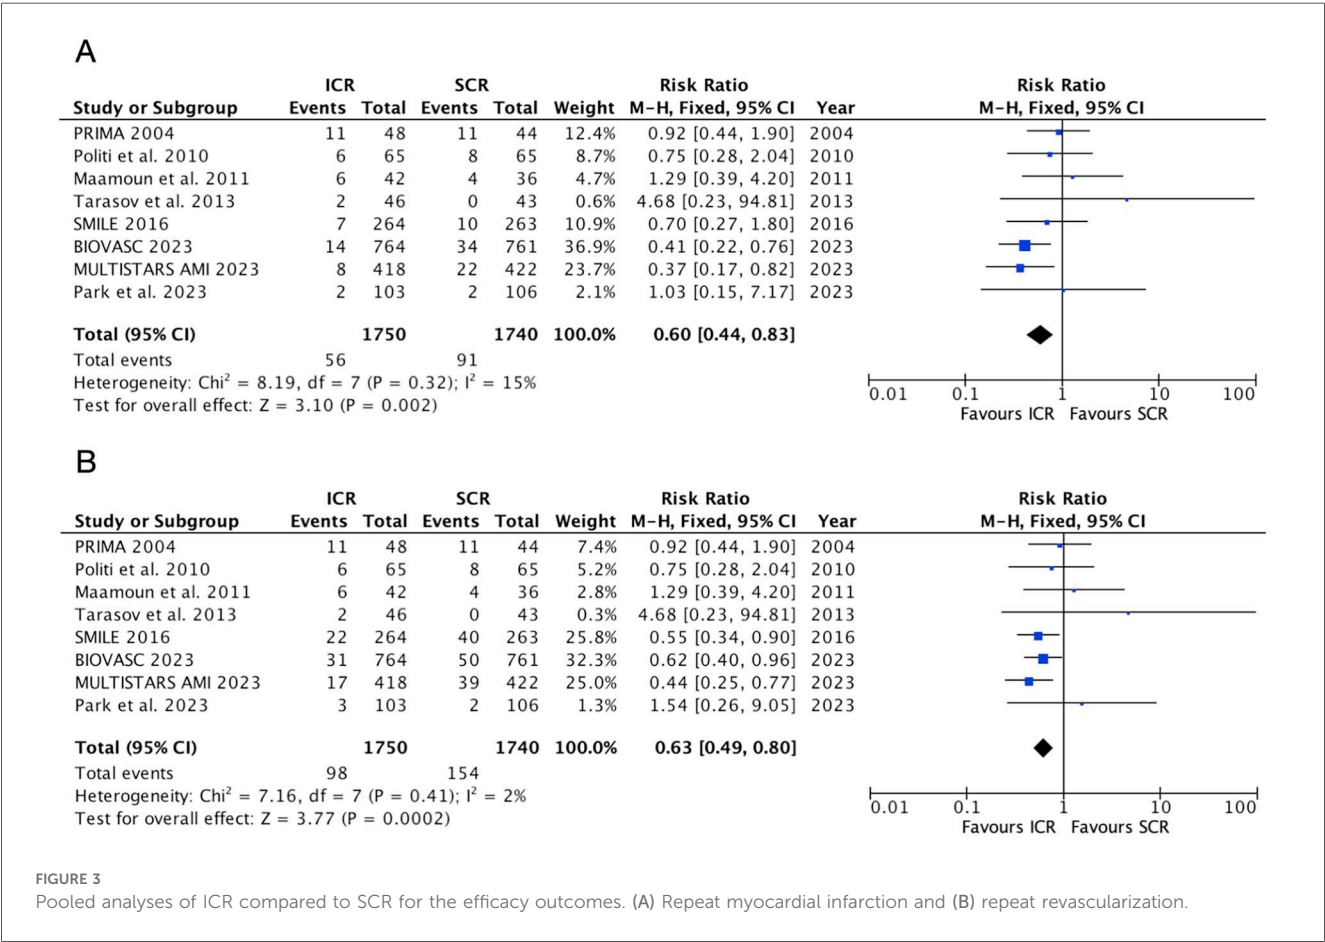 A
ICR SCR Risk Ratio Risk Ratio
Study or Subgroup Events Total Events Total Weight M-H, Fixed, 95% CI Year M-H, Fixed, 95% CI
PRIMA 2004 11 48 11 44 12.4% 0.92 [0.44, 1.90] 2004
Politi et al. 2010 6 65 8 65 8.7% 0.75 [0.28, 2.04] 2010
Maamoun et al. 2011 6 42 4 36 4.7% 1.29 [0.39, 4.20] 2011
Tarasov et al. 2013 2 46 0 43 0.6% 4.68 [0.23, 94.81] 2013
SMILE 2016 7 264 10 263 10.9% 0.70 [0.27, 1.80] 2016
BIOVASC 2023 14 764 34 761 36.9% 0.41 [0.22, 0.76] 2023
MULTISTARS AMI 2023 8 418 22 422 23.7% 0.37 [0.17, 0.82] 2023
Park et al. 2023 2 103 2 106 2.1% 1.03 [0.15, 7.17] 2023
Total (95% CI) 1750 1740 100.0% 0.60 [0.44, 0.83]
Total events 56 91
Heterogeneity: Chi² = 8.19, df = 7 (P = 0.32); I² = 15%
Test for overall effect: Z = 3.10 (P = 0.002)
0.01 0.1 1 10 100
Favours ICR Favours SCR
B
ICR SCR Risk Ratio Risk Ratio
Study or Subgroup Events Total Events Total Weight M-H, Fixed, 95% CI Year M-H, Fixed, 95% CI
PRIMA 2004 11 48 11 44 7.4% 0.92 [0.44, 1.90] 2004
Politi et al. 2010 6 65 8 65 5.2% 0.75 [0.28, 2.04] 2010
Maamoun et al. 2011 6 42 4 36 2.8% 1.29 [0.39, 4.20] 2011
Tarasov et al. 2013 2 46 0 43 0.3% 4.68 [0.23, 94.81] 2013
SMILE 2016 22 264 40 263 25.8% 0.55 [0.34, 0.90] 2016
BIOVASC 2023 31 764 50 761 32.3% 0.62 [0.40, 0.96] 2023
MULTISTARS AMI 2023 17 418 39 422 25.0% 0.44 [0.25, 0.77] 2023
Park et al. 2023 3 103 2 106 1.3% 1.54 [0.26, 9.05] 2023
Total (95% CI) 1750 1740 100.0% 0.63 [0.49, 0.80]
Total events 98 154
Heterogeneity: Chi² = 7.16, df = 7 (P = 0.41); I² = 2%
Test for overall effect: Z = 3.77 (P = 0.0002)
0.01 0.1 1 10 100
Favours ICR Favours SCR
FIGURE 3
Pooled analyses of ICR compared to SCR for the efficacy outcomes. (A) Repeat myocardial infarction and (B) repeat revascularization.